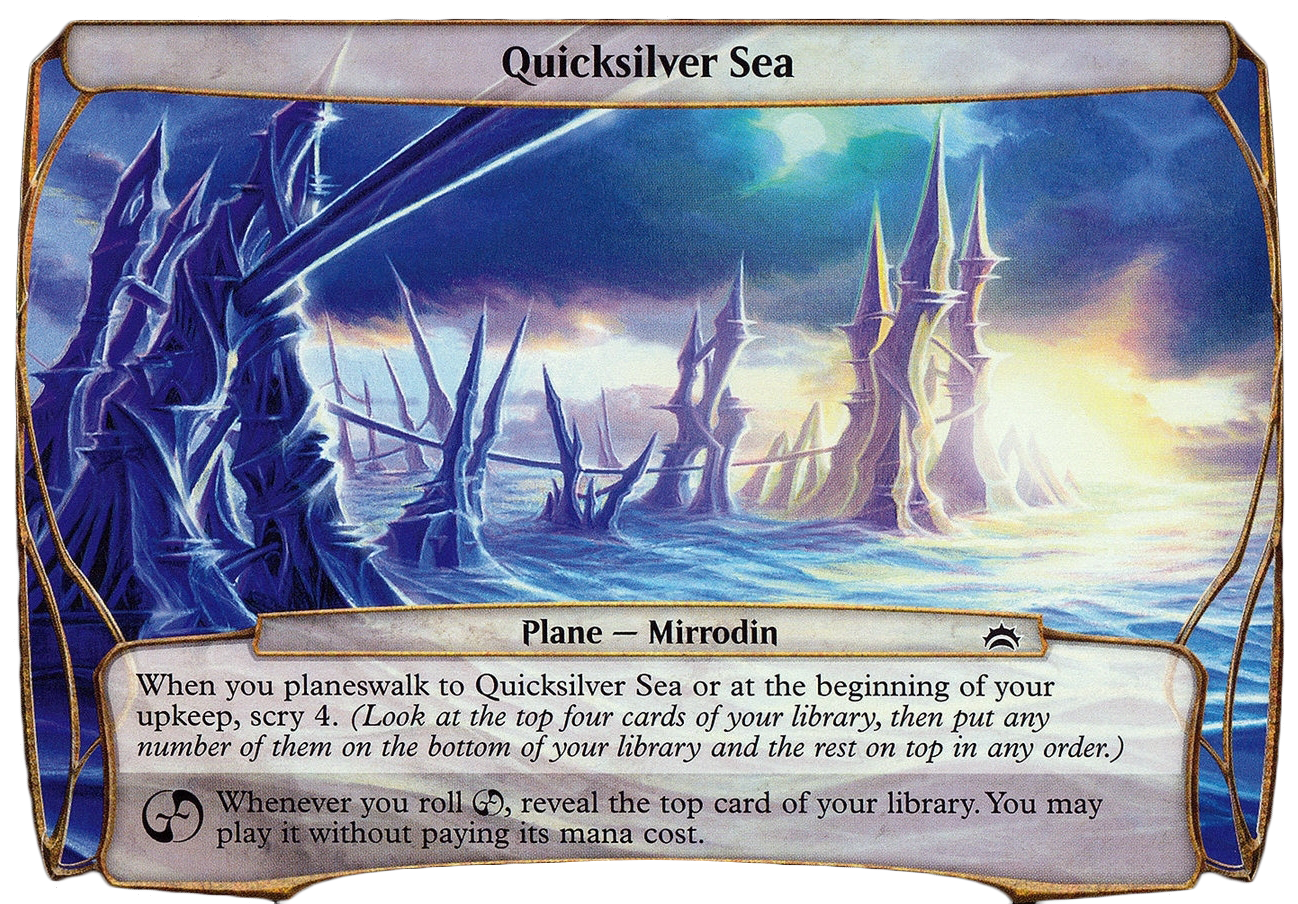 Quicksilver Sea
Plane — Mirrodin
When you planeswalk to Quicksilver Sea or at the beginning of your
upkeep, scry 4. (Look at the top four cards of your library, then put any
number of them on the bottom of your library and the rest on top in any order.)
Whenever you roll , reveal the top card of your library. You may
play it without paying its mana cost.